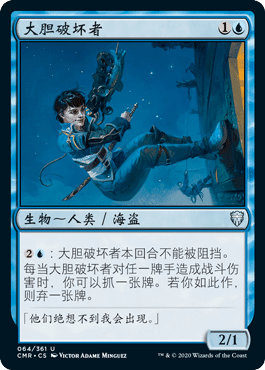 大胆破坏者 1
生物～人类／海盗
2：大胆破坏者本回合不能被阻挡。
每当大胆破坏者对任一牌手造成战斗伤
害时，你可以抓一张牌。若你如此作，
则弃一张牌。
「他们绝想不到我会出现。」
2/1
064/361 U
CMR • CS VICTOR ADAME MINGUEZ
™ & © 2020 Wizards of the Coast